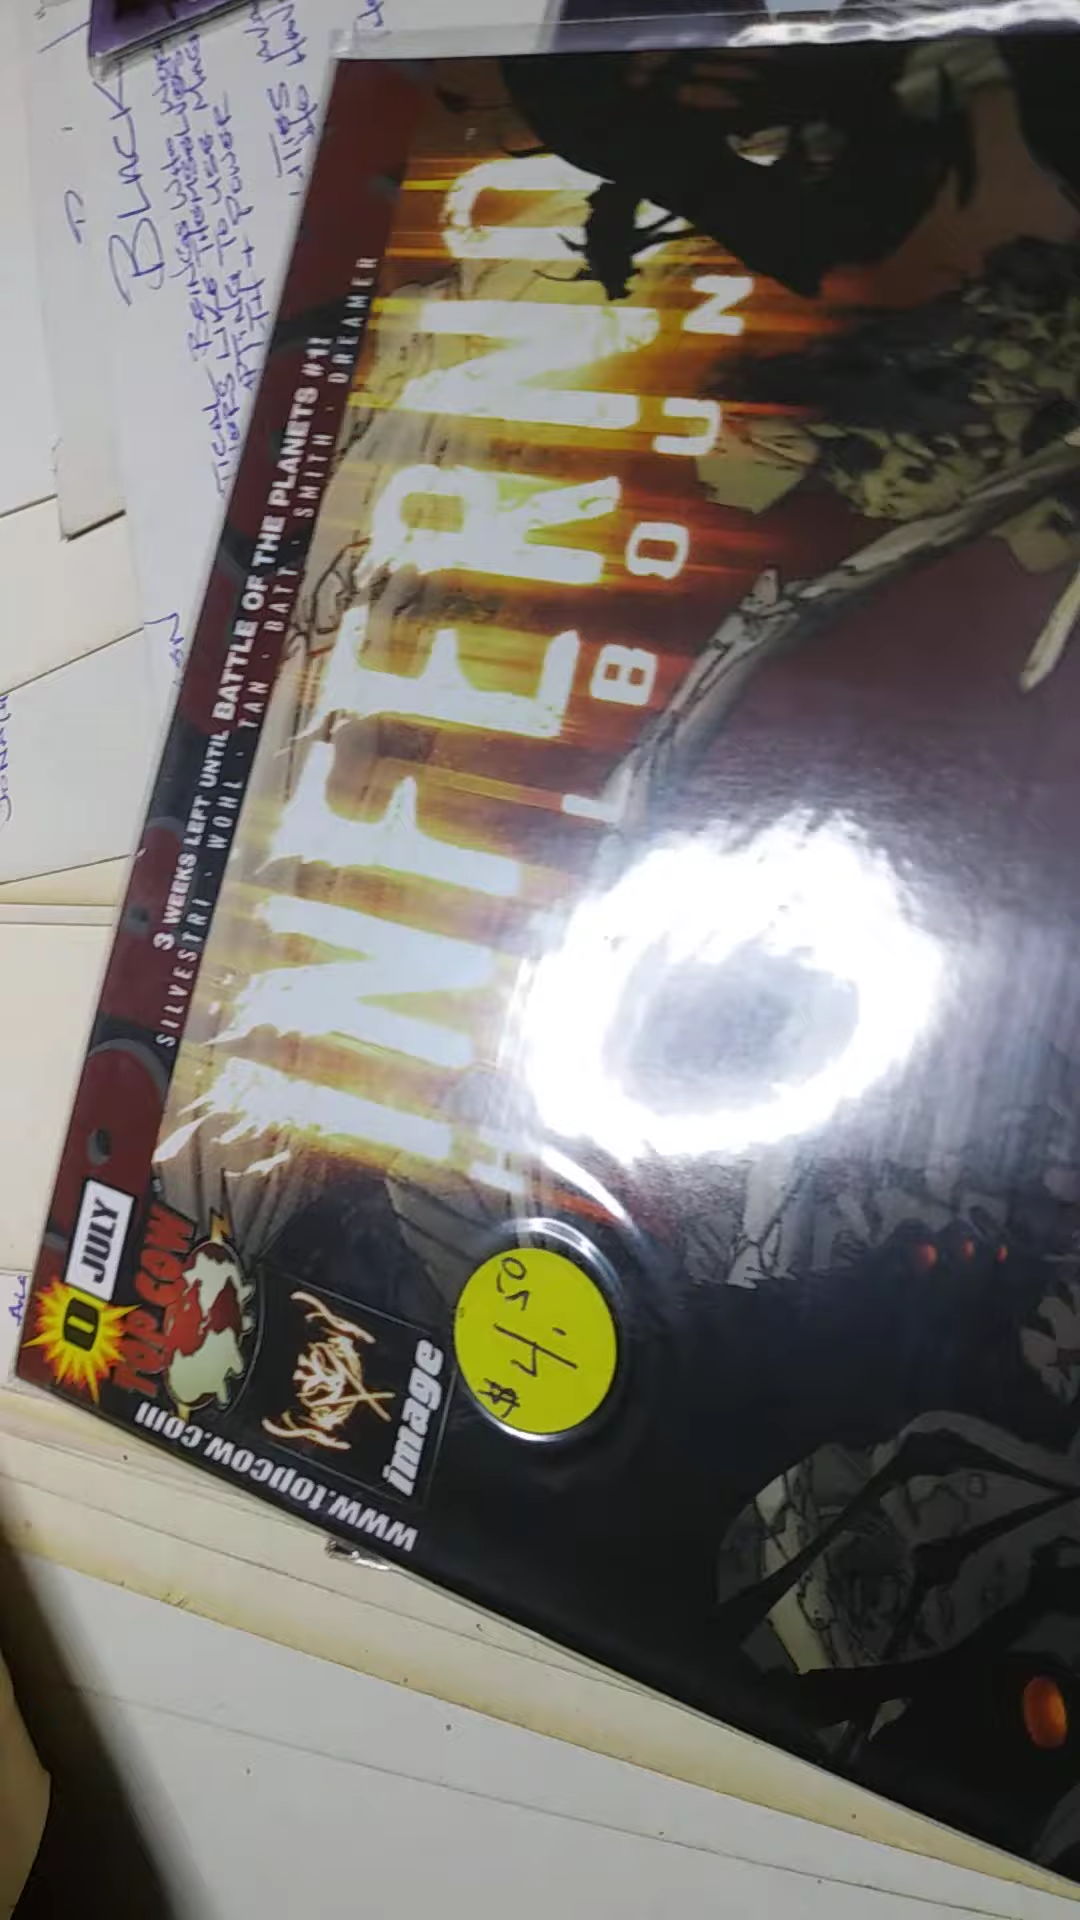 3 WEEKS LEFT UNTIL BATTLE OF THE PLANETS #1!
SILVESTRI · WOHL · TAN · BATT · SMITH · DREAMER
INFERNO
HELLBOUND
0
JULY
TOP COW
image
www.topcow.com
$4.50
BLACK